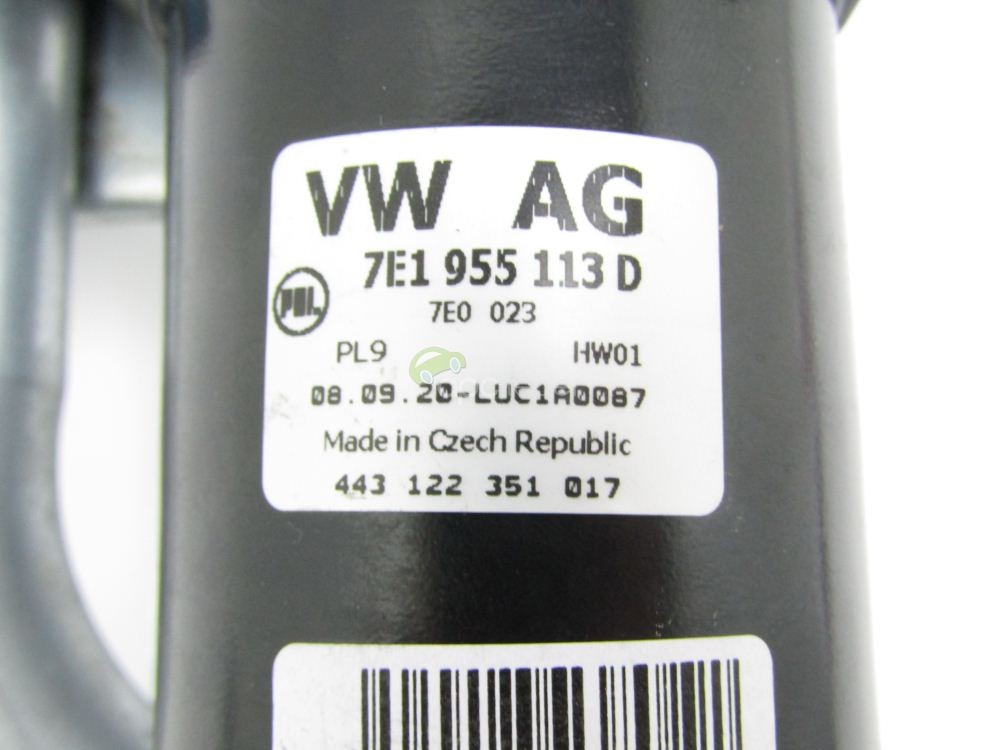 VW AG
7E1 955 113 D
PAL
7E0 023
PL9 HW01
08.09.20-LUC1A0087
Made in Czech Republic
443 122 351 017